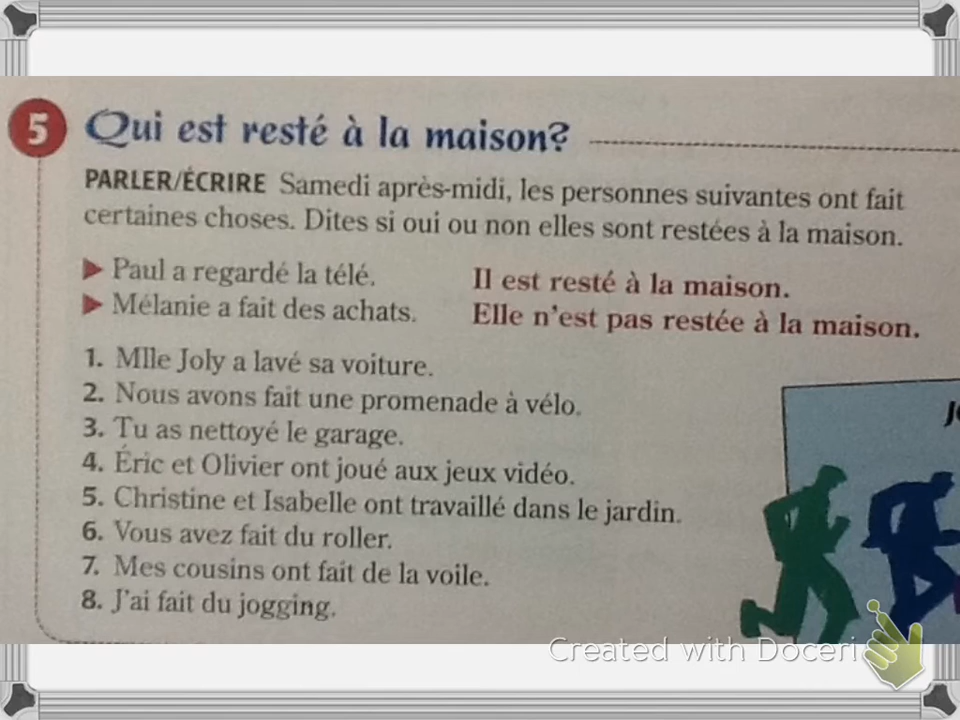 5 Qui est resté à la maison?
PARLER/ÉCRIRE Samedi après-midi, les personnes suivantes ont fait
certaines choses. Dites si oui ou non elles sont restées à la maison.
▶ Paul a regardé la télé. Il est resté à la maison.
▶ Mélanie a fait des achats. Elle n'est pas restée à la maison.
1. Mlle Joly a lavé sa voiture.
2. Nous avons fait une promenade à vélo.
3. Tu as nettoyé le garage.
4. Éric et Olivier ont joué aux jeux vidéo.
5. Christine et Isabelle ont travaillé dans le jardin.
6. Vous avez fait du roller.
7. Mes cousins ont fait de la voile.
8. J'ai fait du jogging.
Created with Doceri